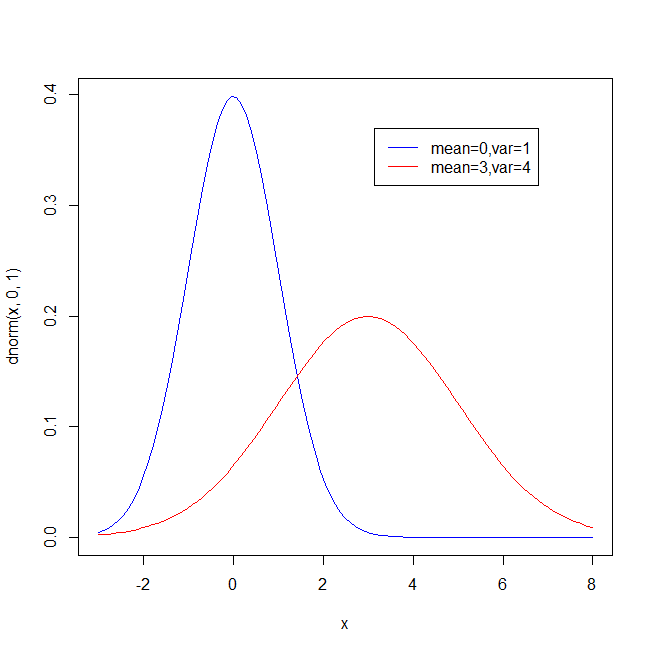 mean=0,var=1
mean=3,var=4
dnorm(x, 0, 1)
0.4
0.3
0.2
0.1
0.0
-2 0 2 4 6 8
x